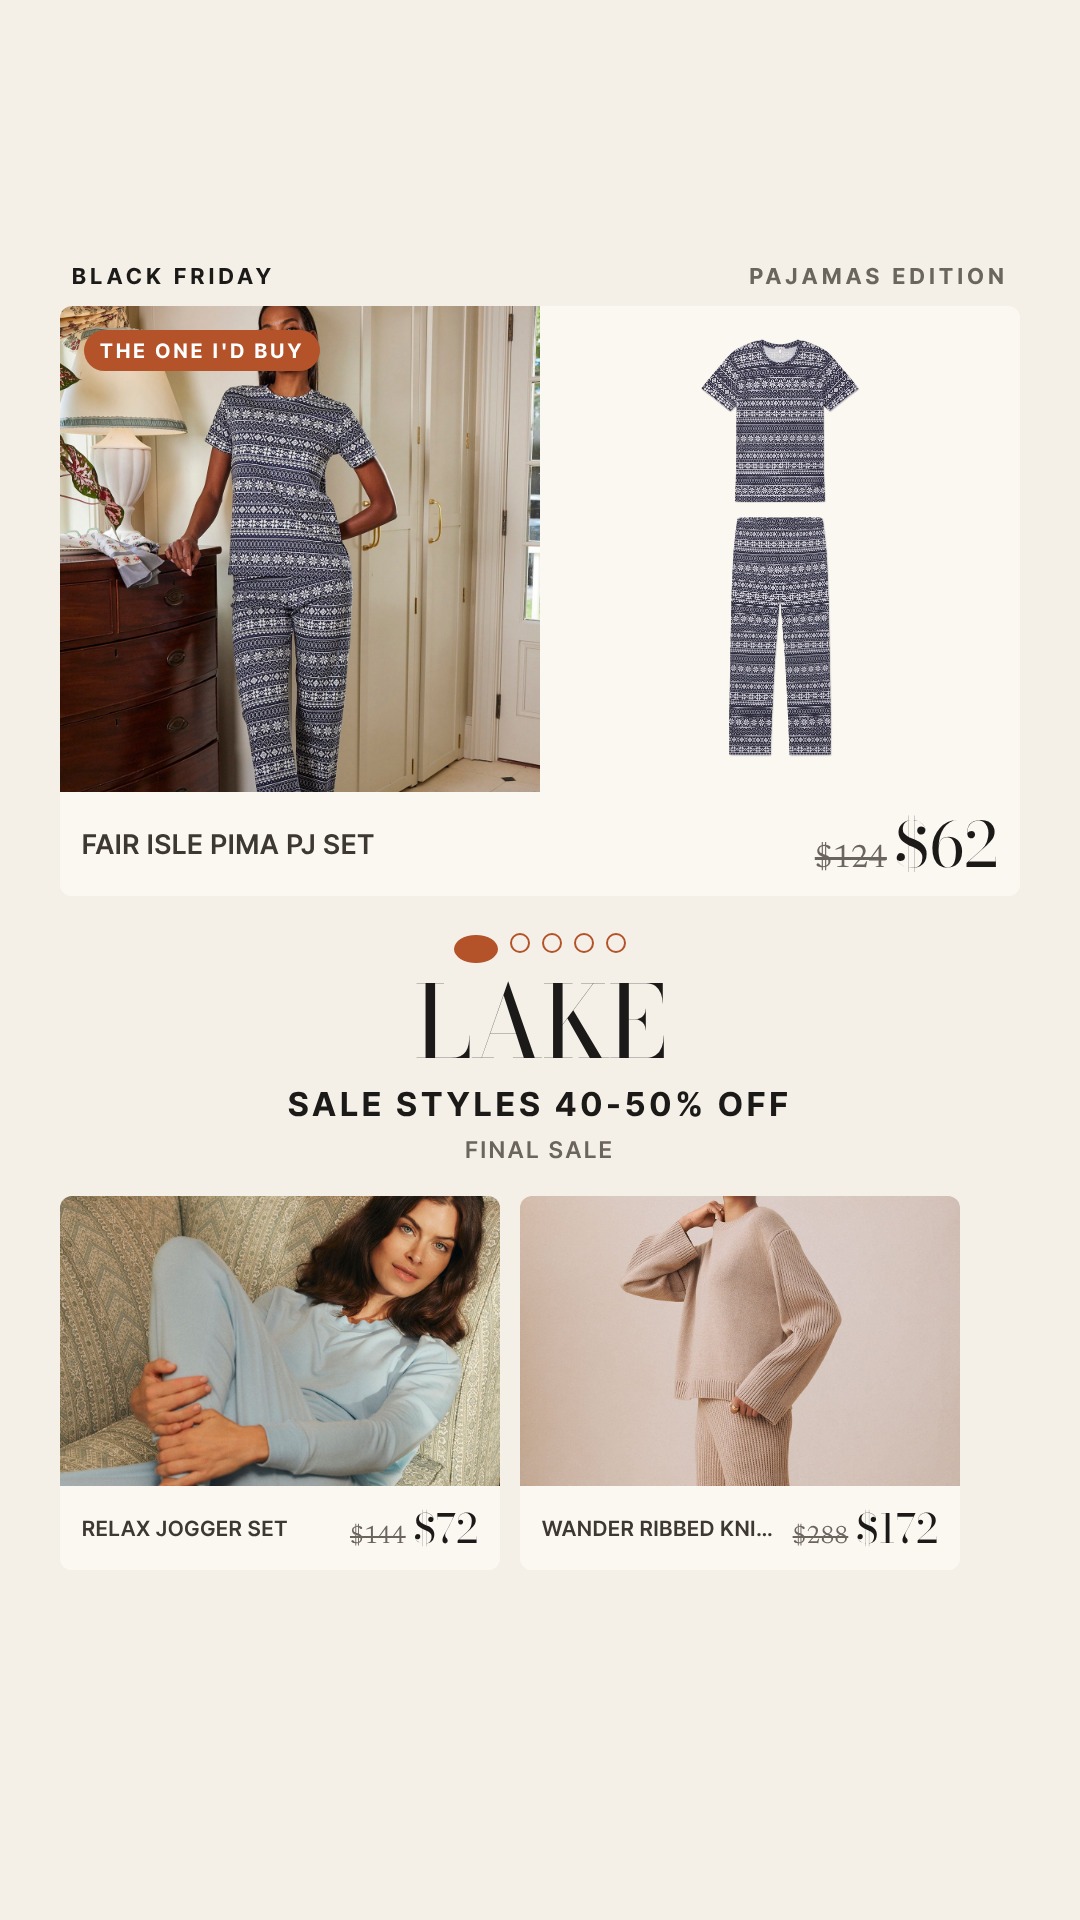 BLACK FRIDAY
PAJAMAS EDITION
THE ONE I'D BUY
FAIR ISLE PIMA PJ SET
$124 $62
LAKE
SALE STYLES 40-50% OFF
FINAL SALE
RELAX JOGGER SET
$144 $72
WANDER RIBBED KNI...
$288 $172